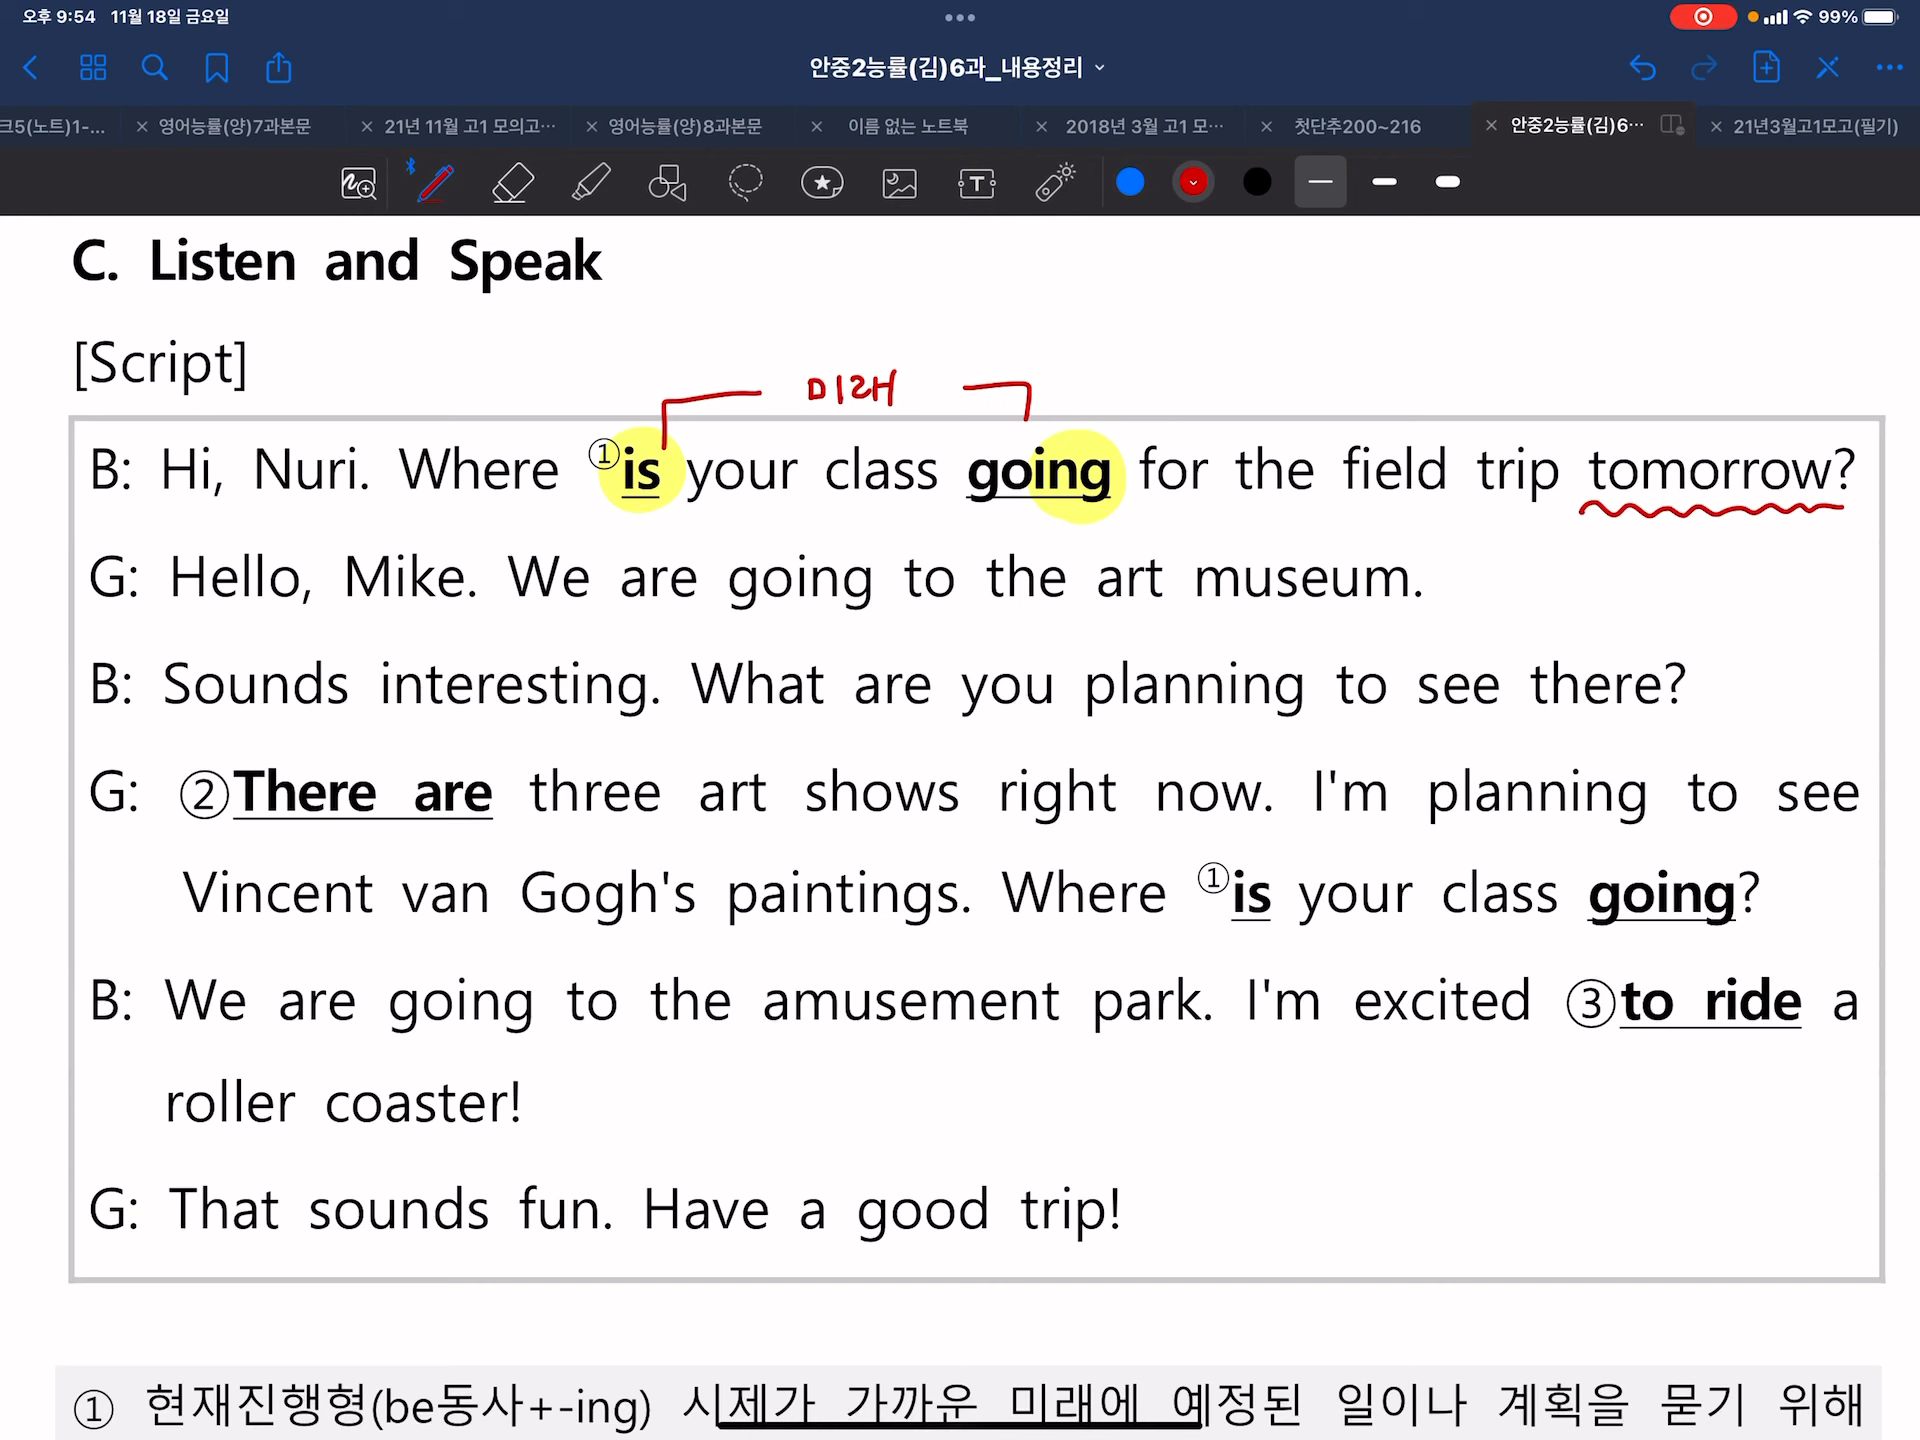 오후 9:54 11월 18일 금요일
99%
안중2능률(김)6과_내용정리
크5(노트)1-...
영어능률(양)7과본문
21년 11월 고1 모의고…
영어능률(양)8과본문
이름 없는 노트북
2018년 3월 고1 모…
첫단추200~216
안중2능률(김)6…
21년3월고1모고(필기)
C. Listen and Speak
[Script]
미래
B: Hi, Nuri. Where ①is your class going for the field trip tomorrow?
G: Hello, Mike. We are going to the art museum.
B: Sounds interesting. What are you planning to see there?
G: ②There are three art shows right now. I'm planning to see
Vincent van Gogh's paintings. Where ①is your class going?
B: We are going to the amusement park. I'm excited ③to ride a
roller coaster!
G: That sounds fun. Have a good trip!
① 현재진행형(be동사+-ing) 시제가 가까운 미래에 예정된 일이나 계획을 묻기 위해